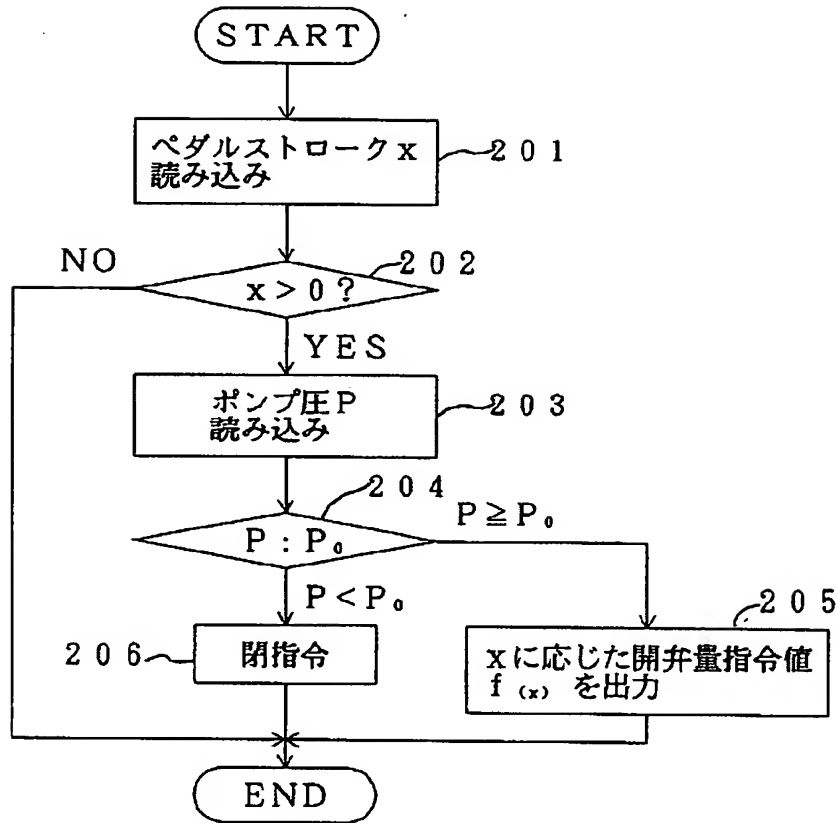 START
ペダルストロークx
読み込み
201
NO
202
x＞0？
YES
ポンプ圧P
読み込み
203
204
P：P₀
P≧P₀
P＜P₀
205
206
閉指令
xに応じた開弁量指令値
f₍ₓ₎ を出力
END